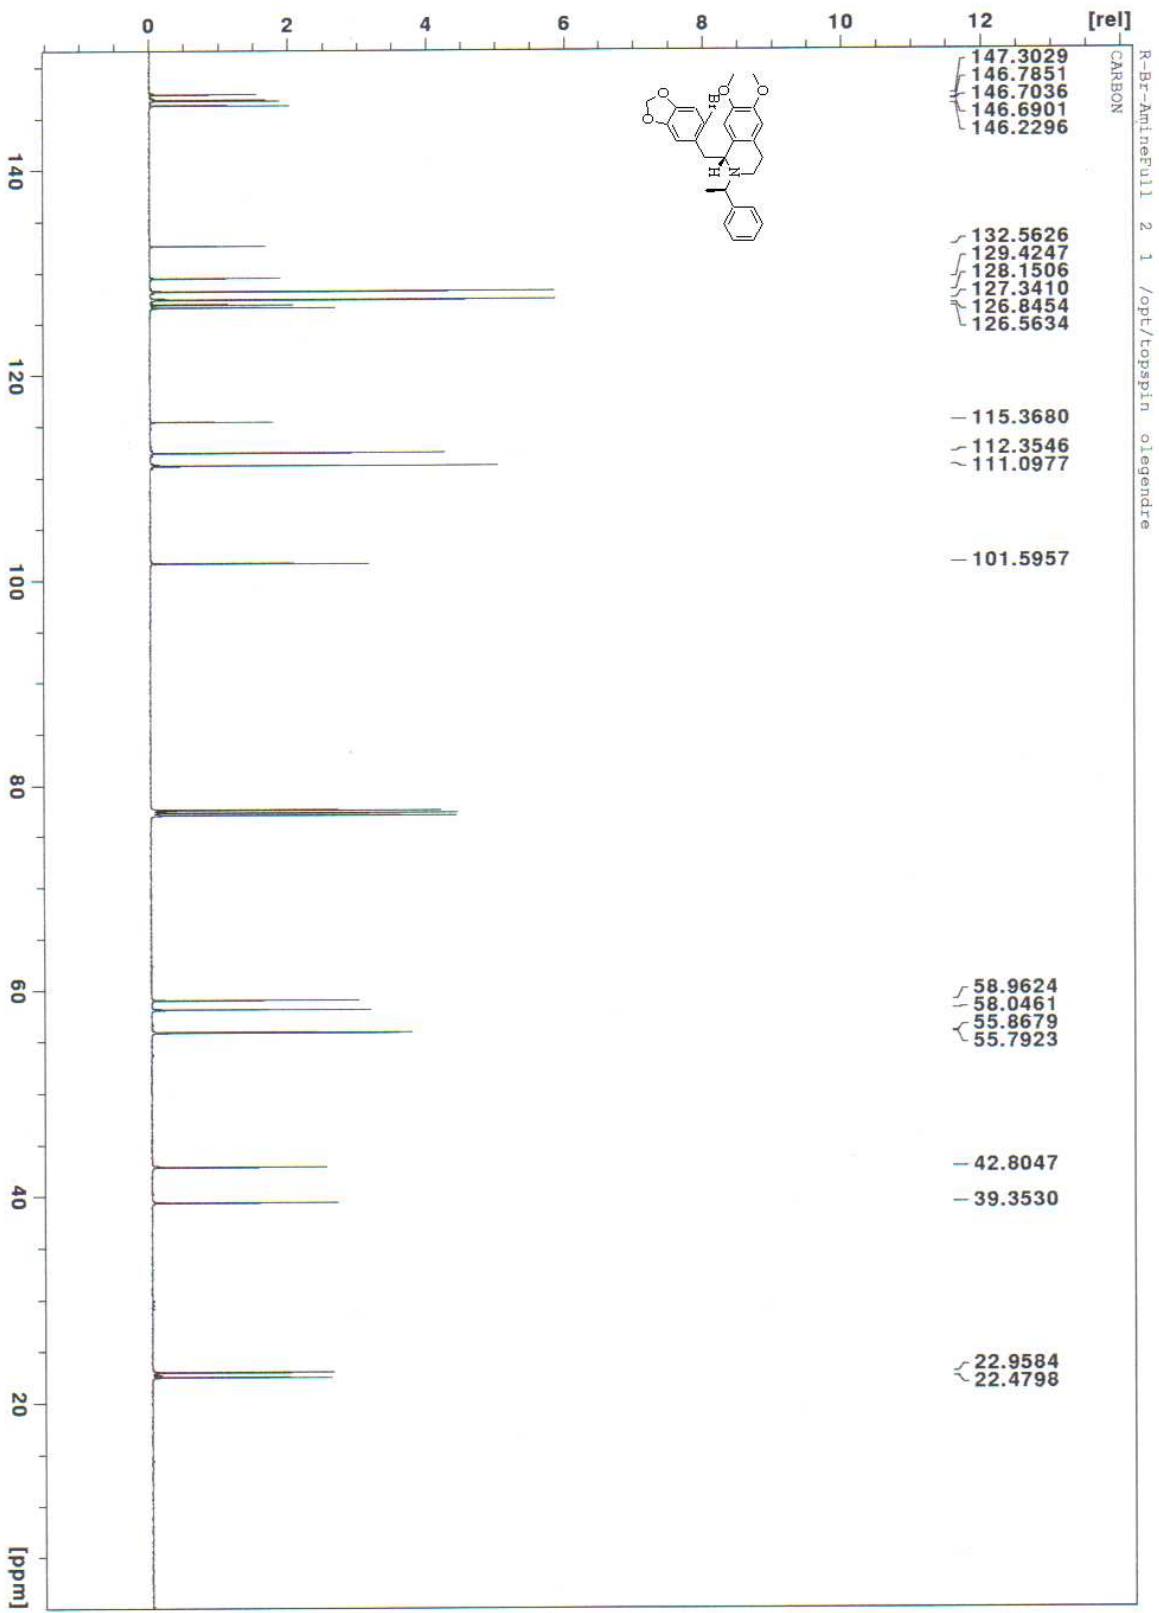 R-Br-AmineFull 2 1 /opt/topspin olegendre
CARBON
[rel]
0 2 4 6 8 10 12
147.3029
146.7851
146.7036
146.6901
146.2296
132.5626
129.4247
128.1506
127.3410
126.8454
126.5634
115.3680
112.3546
111.0977
101.5957
58.9624
58.0461
55.8679
55.7923
42.8047
39.3530
22.9584
22.4798
O
O
Br
O
O
H
N
140 120 100 80 60 40 20 [ppm]